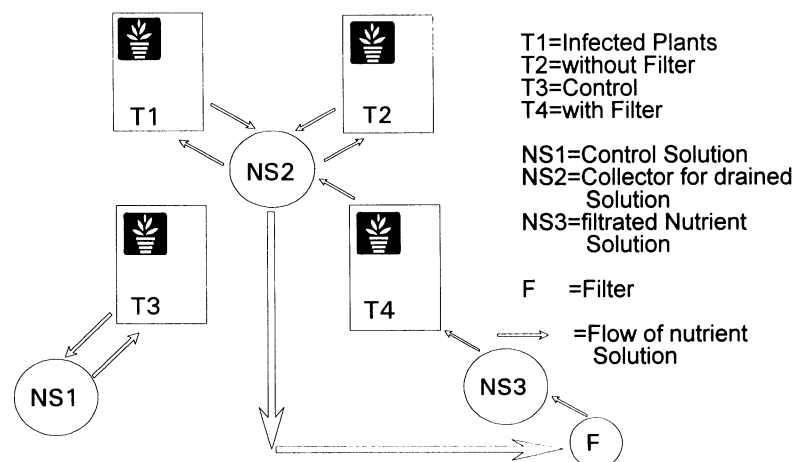 T1
T2
NS2
T3
T4
NS1
NS3
F
T1=Infected Plants
T2=without Filter
T3=Control
T4=with Filter
NS1=Control Solution
NS2=Collector for drained
Solution
NS3=filtrated Nutrient
Solution
F =Filter
=Flow of nutrient
Solution